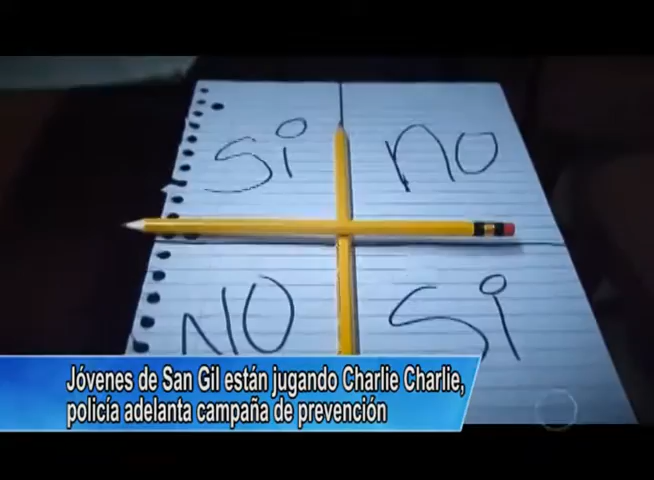 Si NO
NO Si
Jóvenes de San Gil están jugando Charlie Charlie,
policía adelanta campaña de prevención